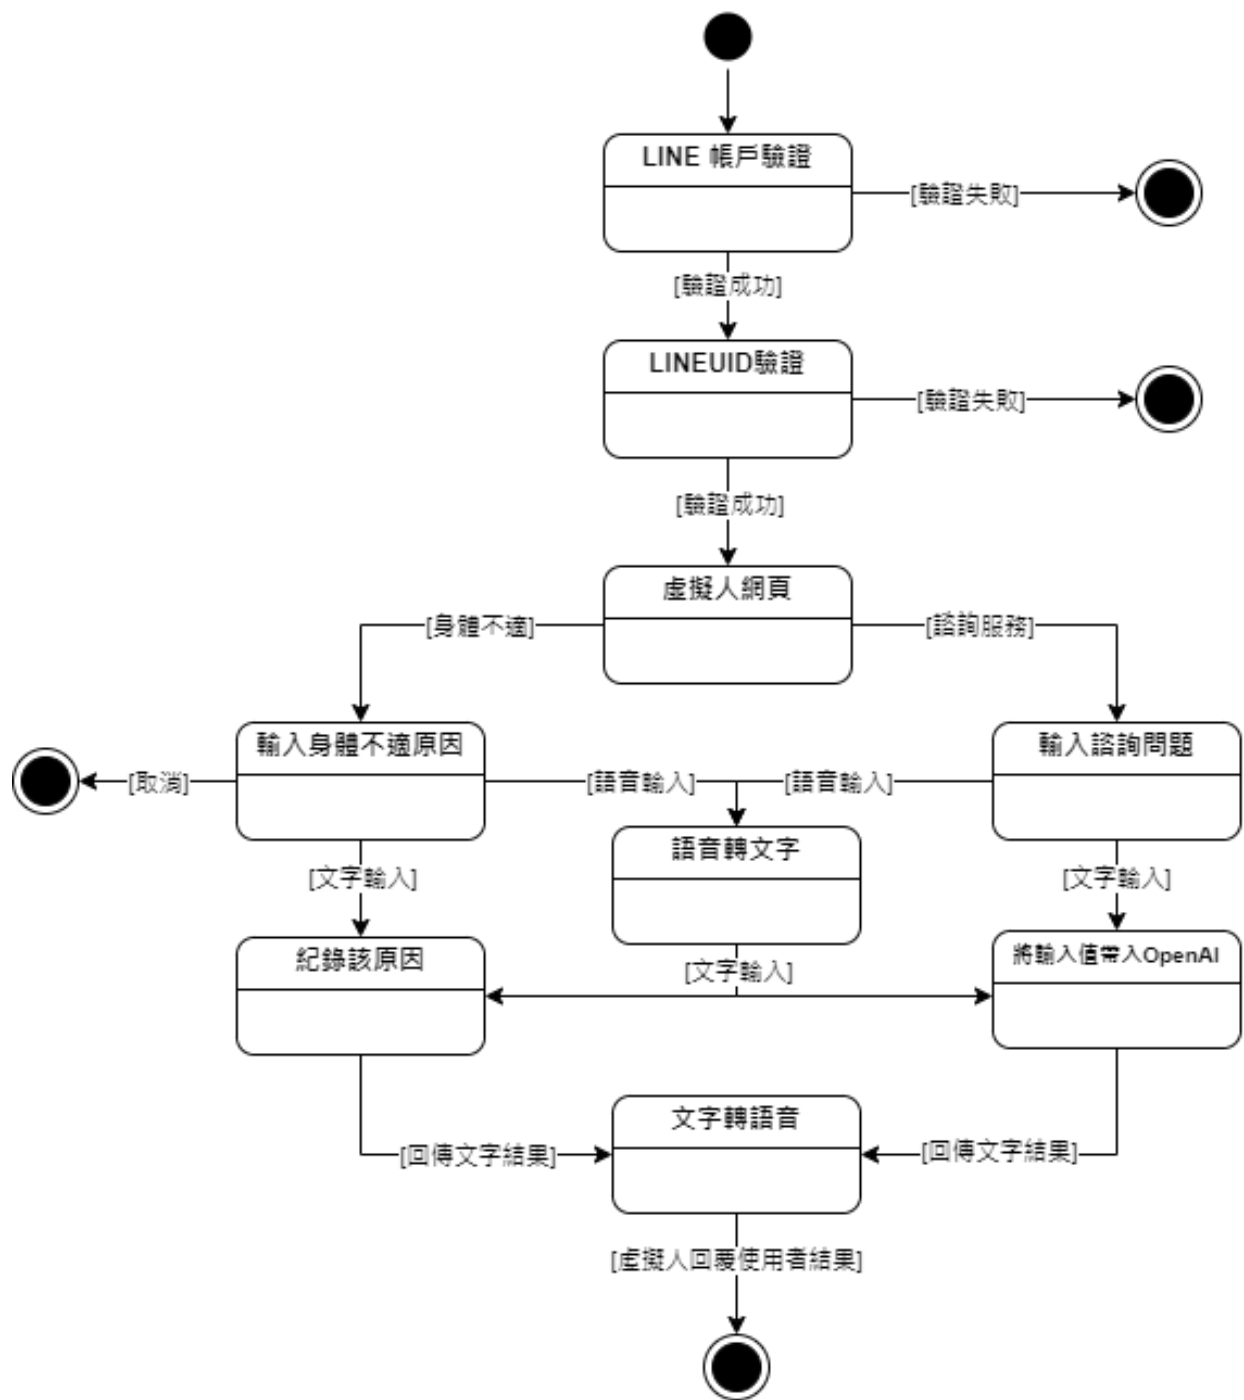 LINE 帳戶驗證
[驗證失敗]
[驗證成功]
LINEUID驗證
[驗證失敗]
[驗證成功]
虛擬人網頁
[身體不適]
[諮詢服務]
輸入身體不適原因
輸入諮詢問題
[取消]
[語音輸入]
[語音輸入]
語音轉文字
[文字輸入]
[文字輸入]
紀錄該原因
[文字輸入]
將輸入值需入OpenAI
文字轉語音
[回傳文字結果]
[回傳文字結果]
[虛擬人回覆使用者結果]